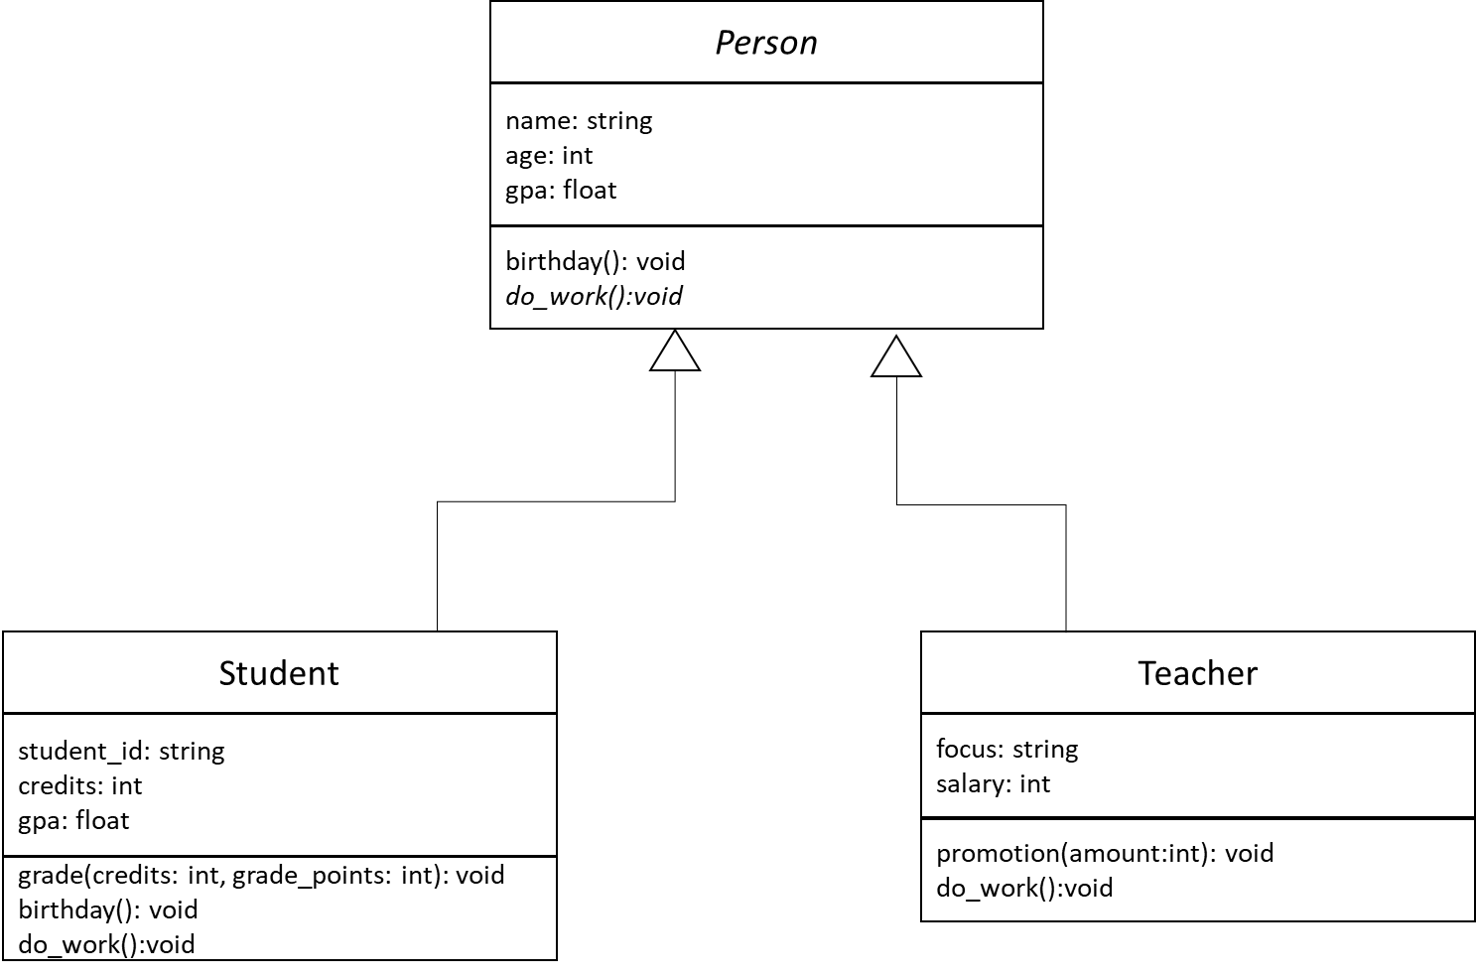 Person
name: string
age: int
gpa: float
birthday(): void
do_work():void
Student
student_id: string
credits: int
gpa: float
grade(credits: int, grade_points: int): void
birthday(): void
do_work():void
Teacher
focus: string
salary: int
promotion(amount:int): void
do_work():void